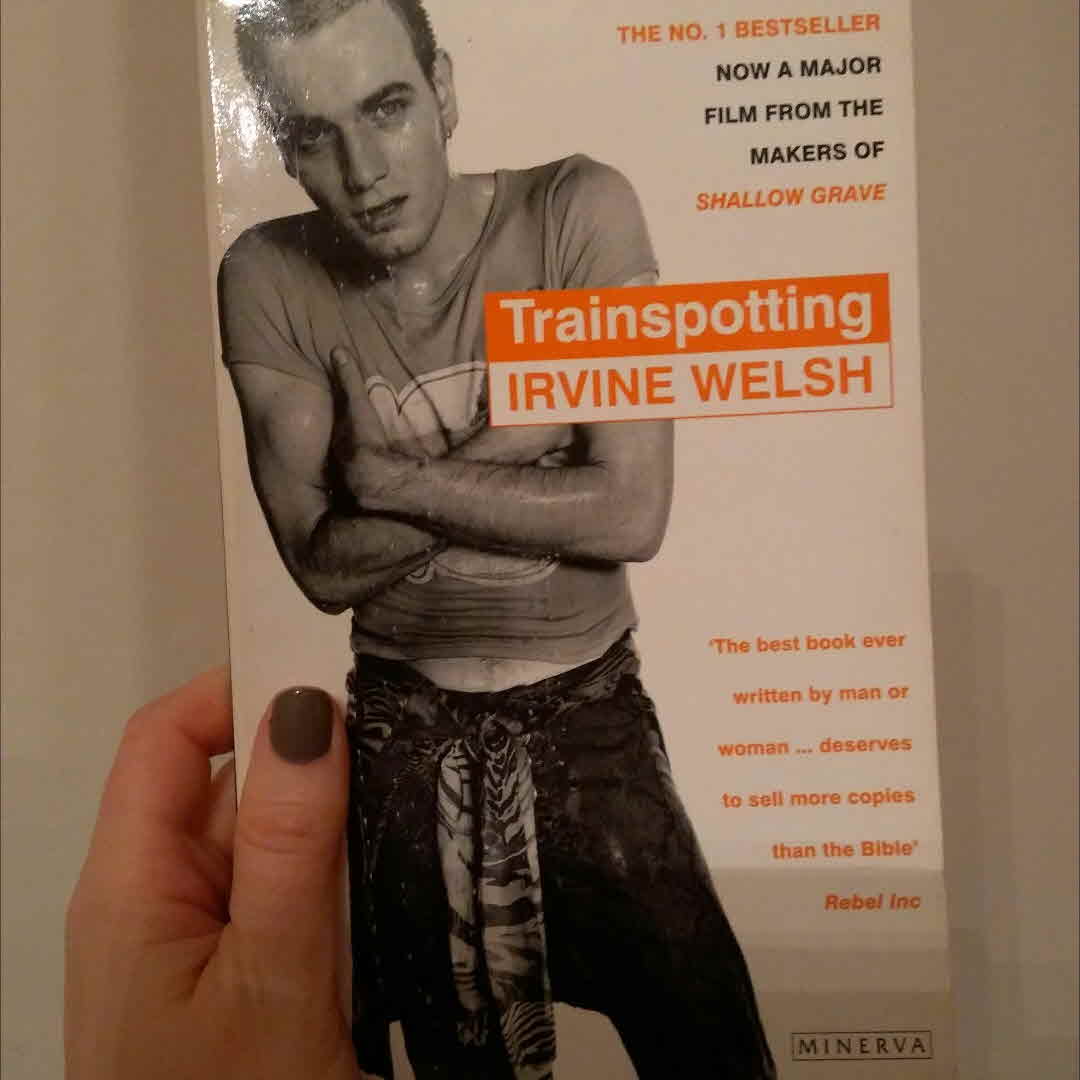 THE NO. 1 BESTSELLER
NOW A MAJOR
FILM FROM THE
MAKERS OF
SHALLOW GRAVE
Trainspotting
IRVINE WELSH
'The best book ever
written by man or
woman ... deserves
to sell more copies
than the Bible'
Rebel Inc
MINERVA